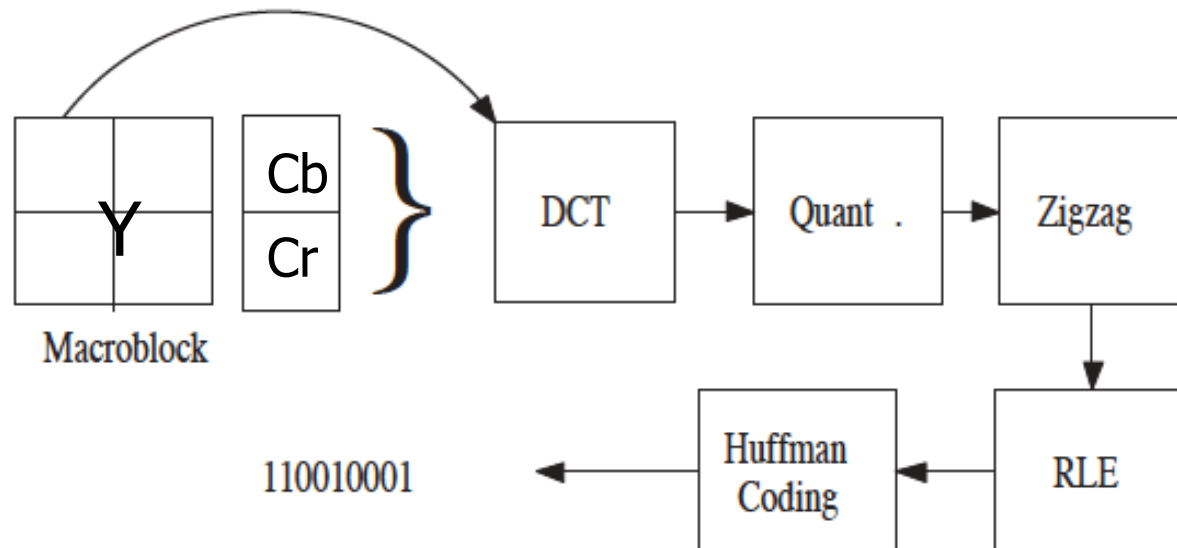 Y
Cb
Cr
Macroblock
DCT
Quant .
Zigzag
RLE
Huffman
Coding
110010001